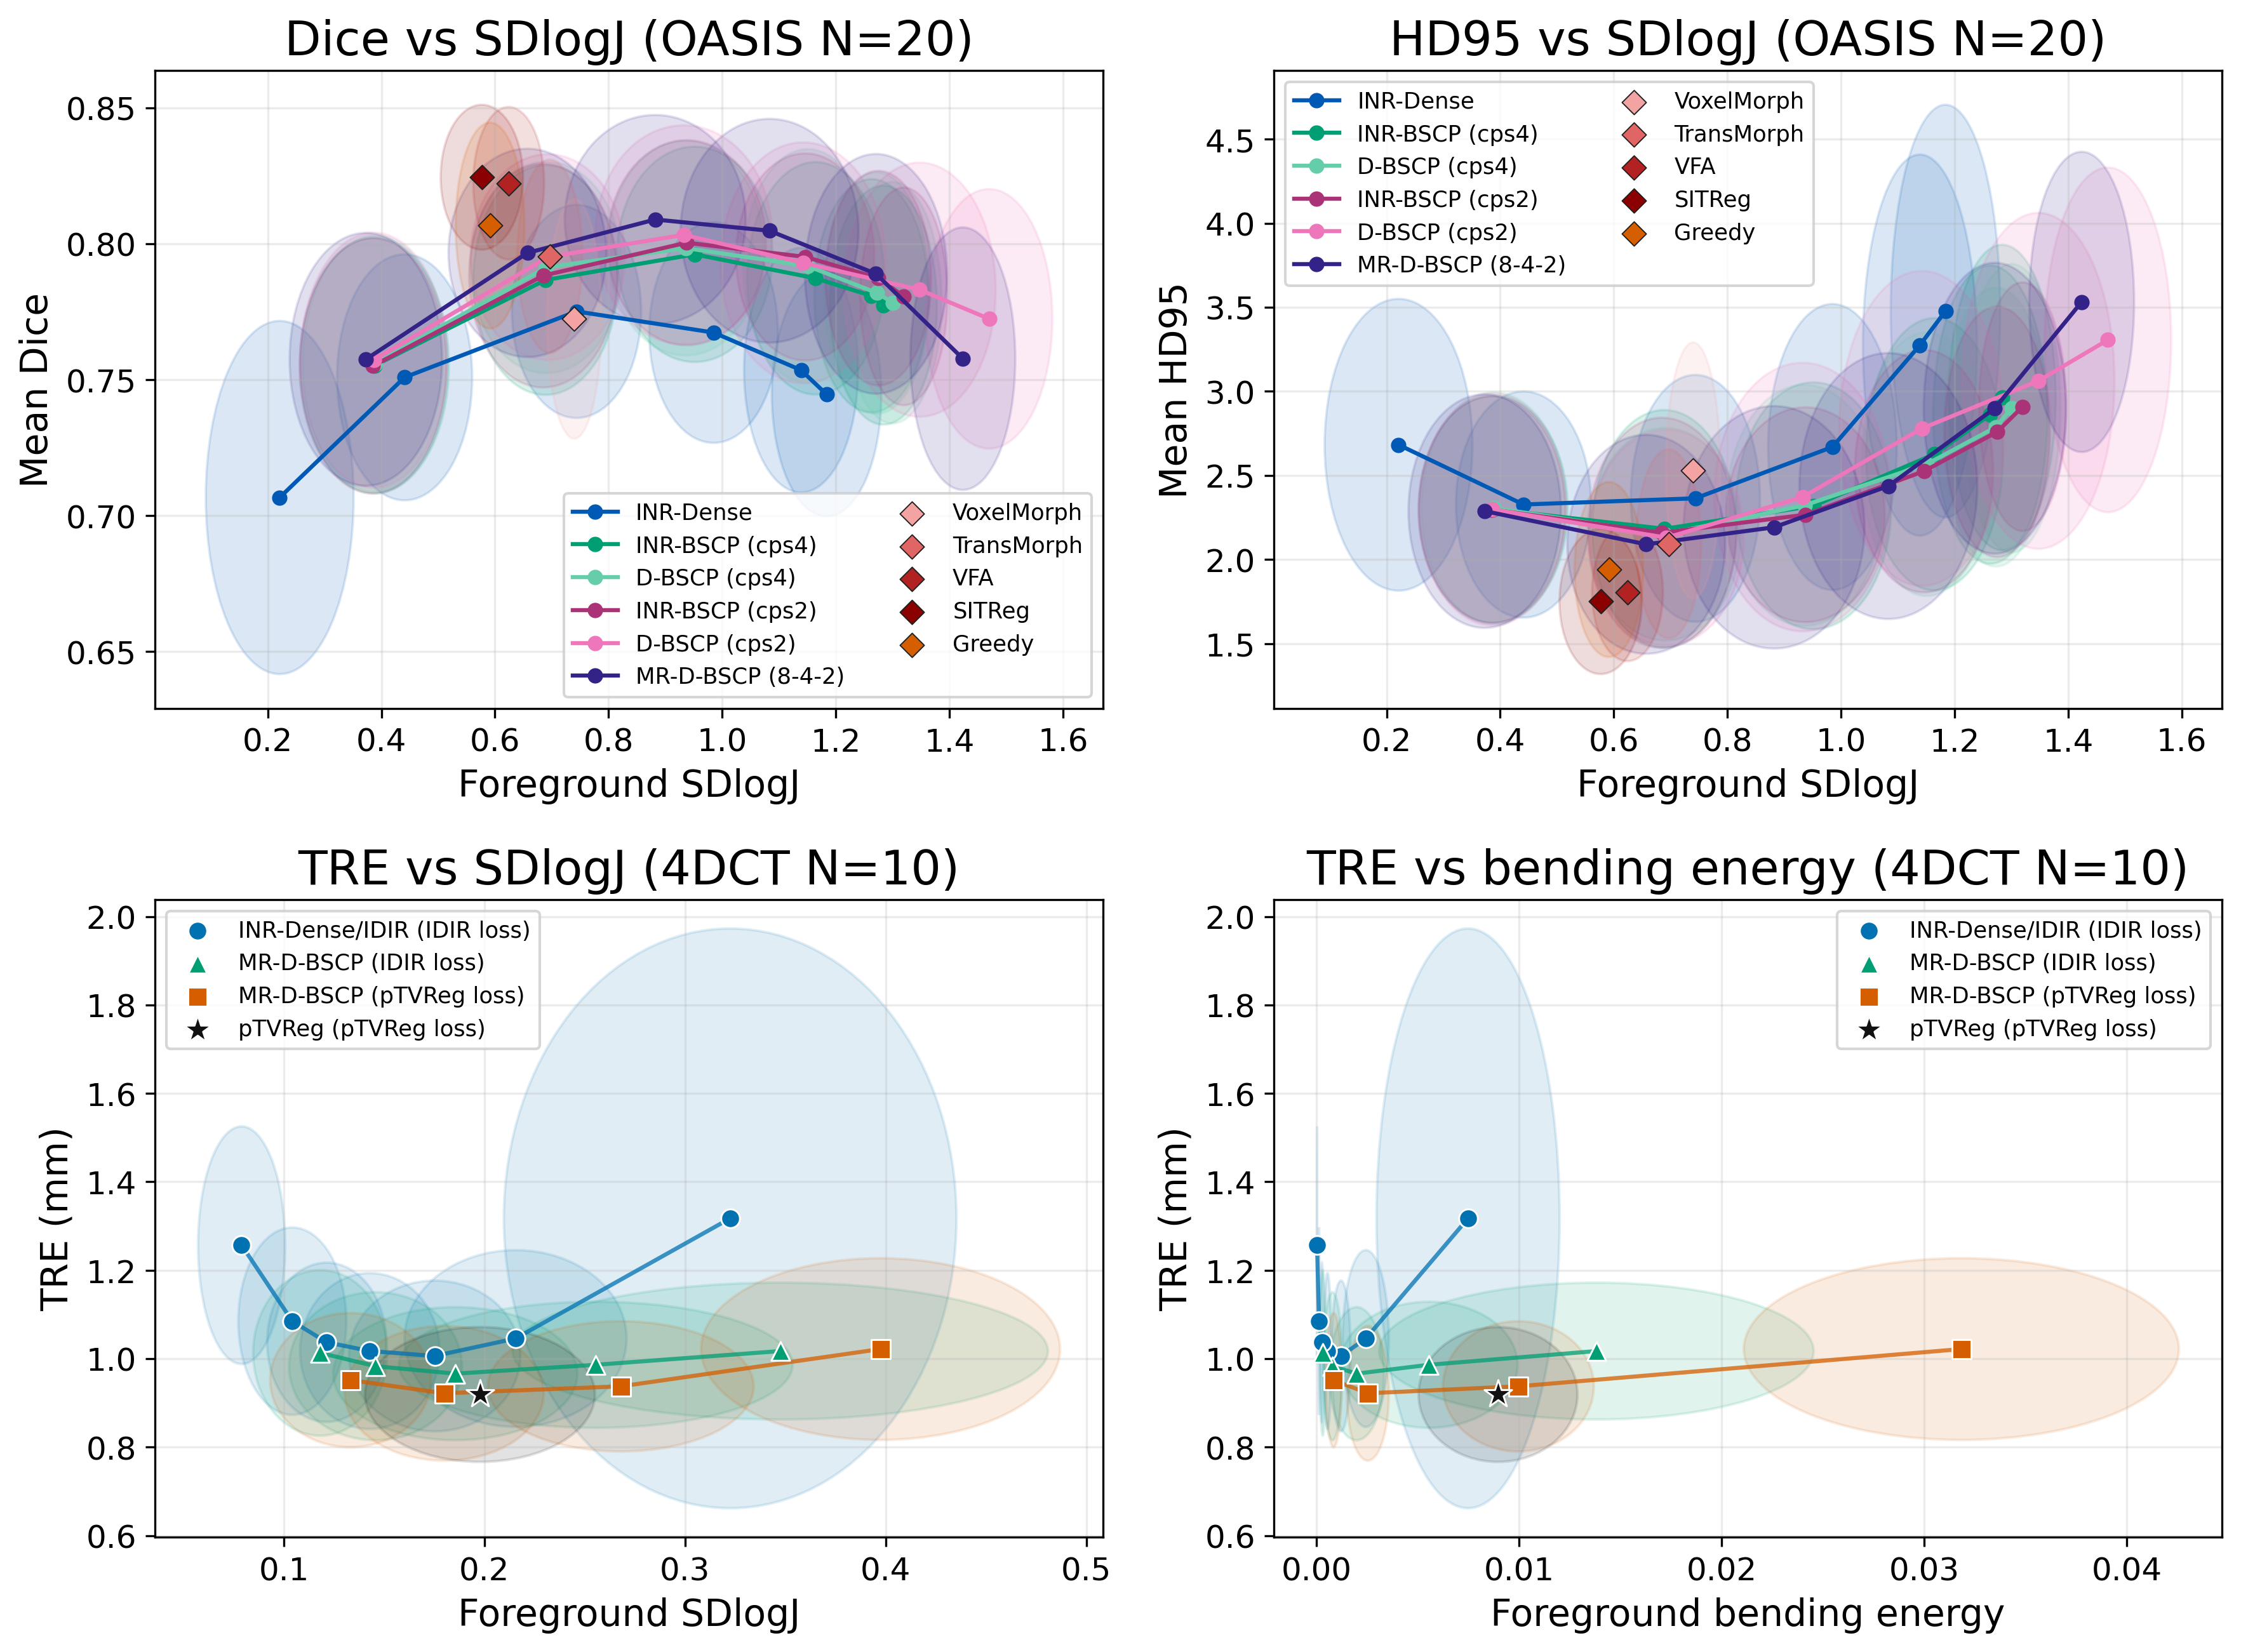 Dice vs SDlogJ (OASIS N=20)
Mean Dice
0.85
0.80
0.75
0.70
0.65
INR-Dense
INR-BSCP (cps4)
D-BSCP (cps4)
INR-BSCP (cps2)
D-BSCP (cps2)
MR-D-BSCP (8-4-2)
VoxelMorph
TransMorph
VFA
SITReg
Greedy
0.2 0.4 0.6 0.8 1.0 1.2 1.4 1.6
Foreground SDlogJ
HD95 vs SDlogJ (OASIS N=20)
Mean HD95
4.5
4.0
3.5
3.0
2.5
2.0
1.5
INR-Dense
INR-BSCP (cps4)
D-BSCP (cps4)
INR-BSCP (cps2)
D-BSCP (cps2)
MR-D-BSCP (8-4-2)
VoxelMorph
TransMorph
VFA
SITReg
Greedy
0.2 0.4 0.6 0.8 1.0 1.2 1.4 1.6
Foreground SDlogJ
TRE vs SDlogJ (4DCT N=10)
TRE (mm)
2.0
1.8
1.6
1.4
1.2
1.0
0.8
0.6
INR-Dense/IDIR (IDIR loss)
MR-D-BSCP (IDIR loss)
MR-D-BSCP (pTVReg loss)
pTVReg (pTVReg loss)
0.1 0.2 0.3 0.4 0.5
Foreground SDlogJ
TRE vs bending energy (4DCT N=10)
TRE (mm)
2.0
1.8
1.6
1.4
1.2
1.0
0.8
0.6
INR-Dense/IDIR (IDIR loss)
MR-D-BSCP (IDIR loss)
MR-D-BSCP (pTVReg loss)
pTVReg (pTVReg loss)
0.00 0.01 0.02 0.03 0.04
Foreground bending energy